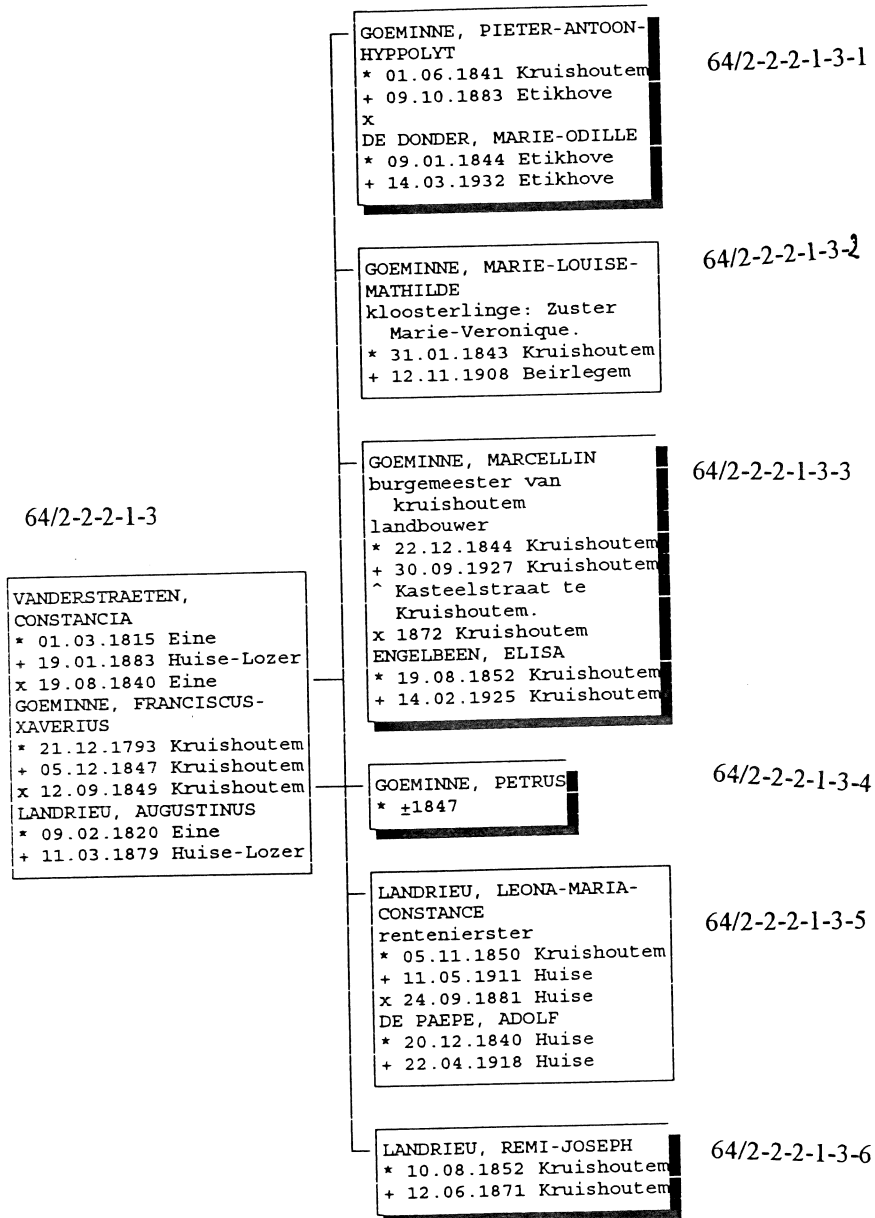 GOEMINNE, PIETER-ANTOON-
HYPPOLYT
* 01.06.1841 Kruishoutem
+ 09.10.1883 Etikhove
x
DE DONDER, MARIE-ODILLE
* 09.01.1844 Etikhove
+ 14.03.1932 Etikhove
64/2-2-2-1-3-1
GOEMINNE, MARIE-LOUISE-
MATHILDE
kloosterlinge: Zuster
Marie-Veronique.
* 31.01.1843 Kruishoutem
+ 12.11.1908 Beirlegem
64/2-2-2-1-3-2
GOEMINNE, MARCELLIN
burgemeester van
kruishoutem
landbouwer
* 22.12.1844 Kruishoutem
+ 30.09.1927 Kruishoutem
^ Kasteelstraat te
Kruishoutem.
x 1872 Kruishoutem
ENGELBEEN, ELISA
* 19.08.1852 Kruishoutem
+ 14.02.1925 Kruishoutem
64/2-2-2-1-3-3
64/2-2-2-1-3
VANDERSTRAETEN,
CONSTANCIA
* 01.03.1815 Eine
+ 19.01.1883 Huise-Lozer
x 19.08.1840 Eine
GOEMINNE, FRANCISCUS-
XAVERIUS
* 21.12.1793 Kruishoutem
+ 05.12.1847 Kruishoutem
x 12.09.1849 Kruishoutem
LANDRIEU, AUGUSTINUS
* 09.02.1820 Eine
+ 11.03.1879 Huise-Lozer
GOEMINNE, PETRUS
* ±1847
64/2-2-2-1-3-4
LANDRIEU, LEONA-MARIA-
CONSTANCE
rentenierster
* 05.11.1850 Kruishoutem
+ 11.05.1911 Huise
x 24.09.1881 Huise
DE PAEPE, ADOLF
* 20.12.1840 Huise
+ 22.04.1918 Huise
64/2-2-2-1-3-5
LANDRIEU, REMI-JOSEPH
* 10.08.1852 Kruishoutem
+ 12.06.1871 Kruishoutem
64/2-2-2-1-3-6